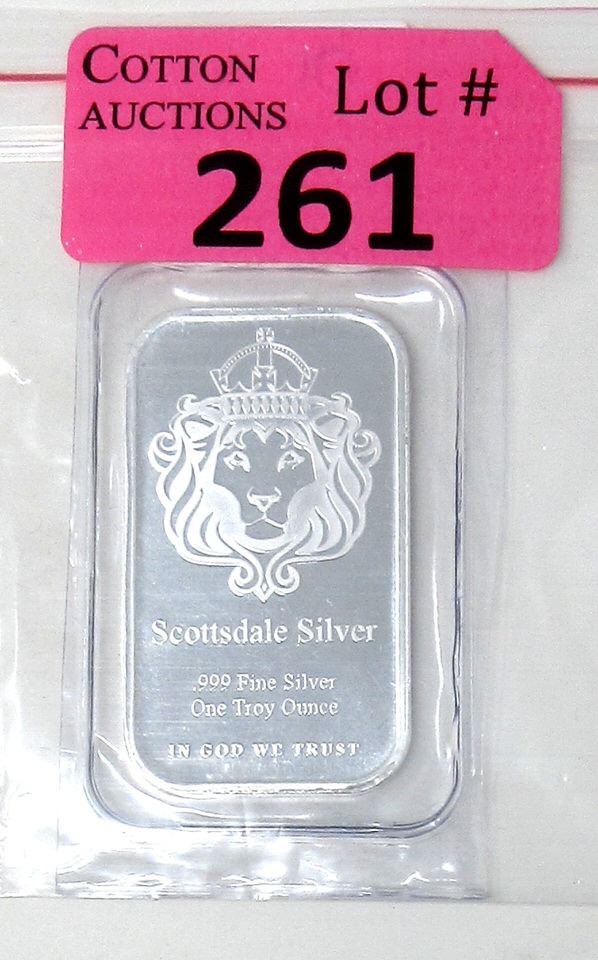 COTTON
AUCTIONS
Lot #
261
Scottsdale Silver
.999 Fine Silver
One Troy Ounce
IN GOD WE TRUST